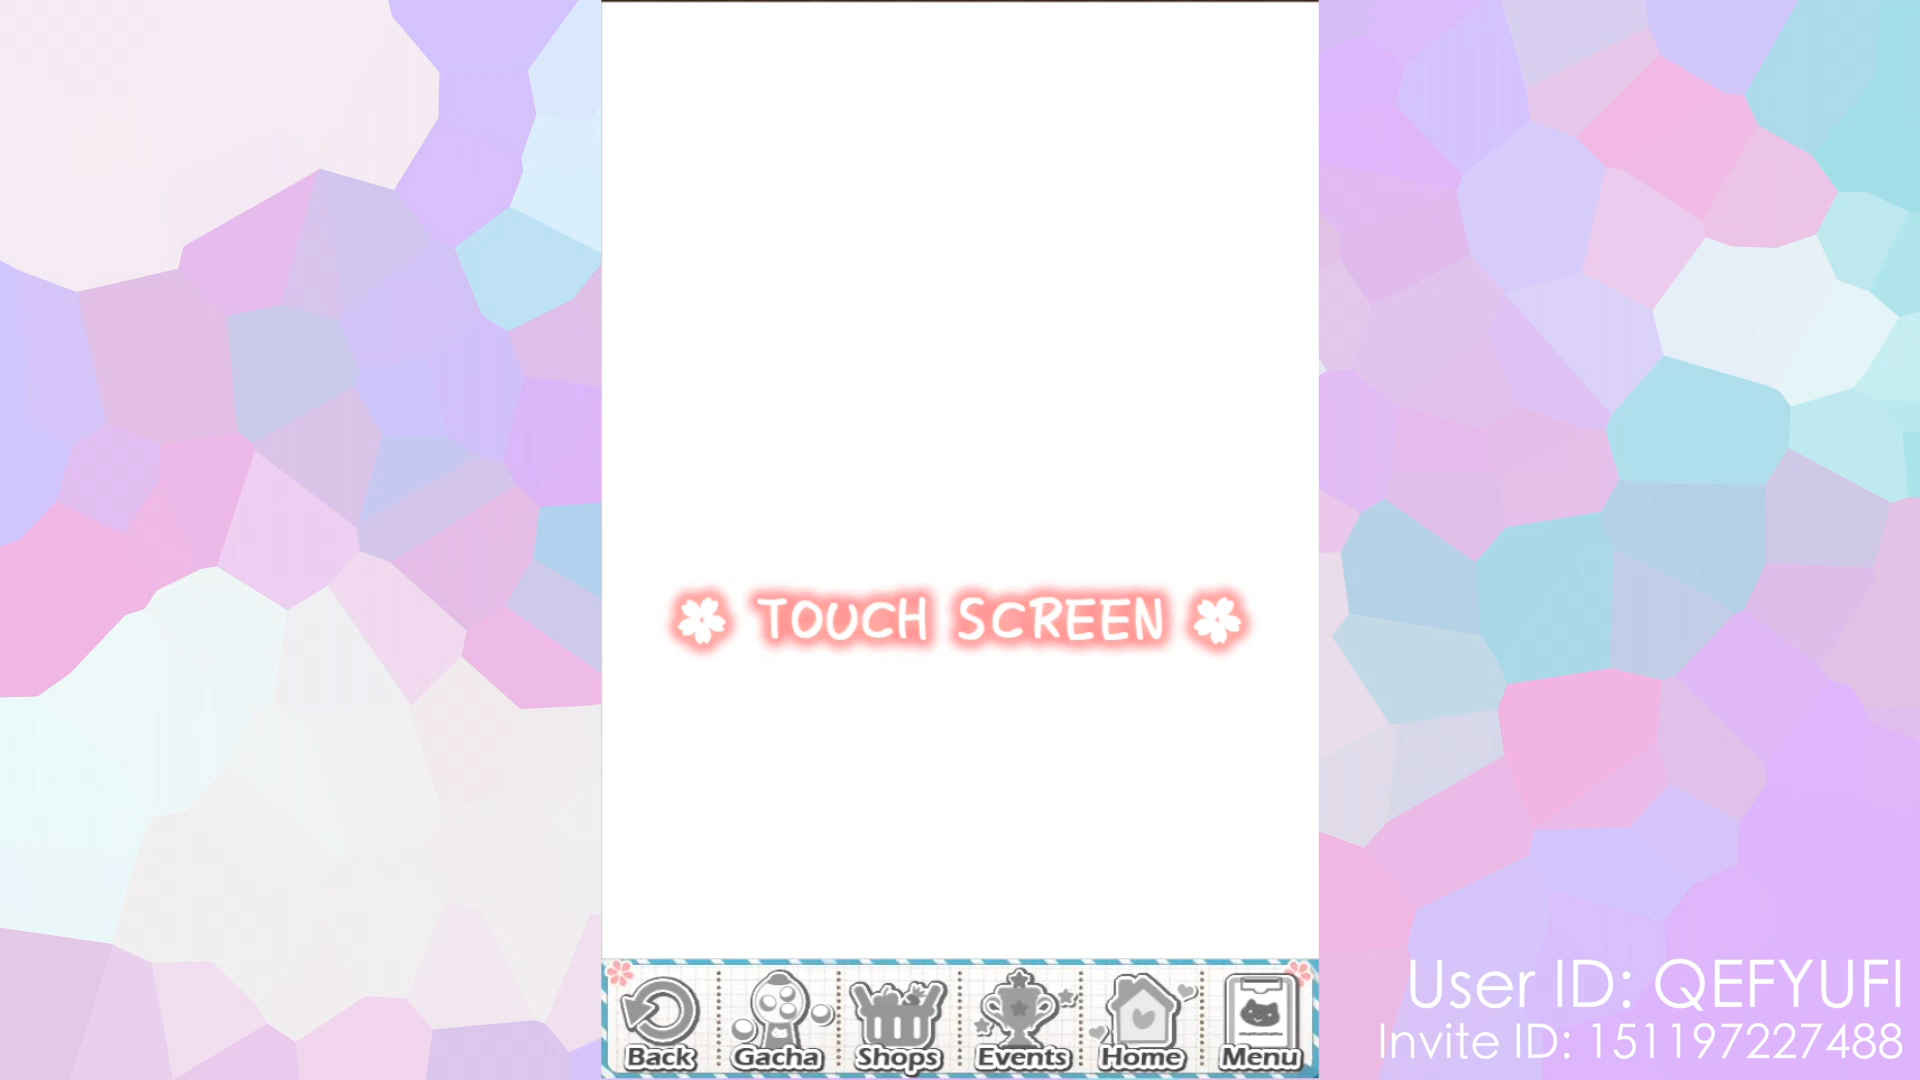 TOUCH SCREEN
Back Gacha Shops Events Home Menu
User ID: QEFYUFI
Invite ID: 151197227488